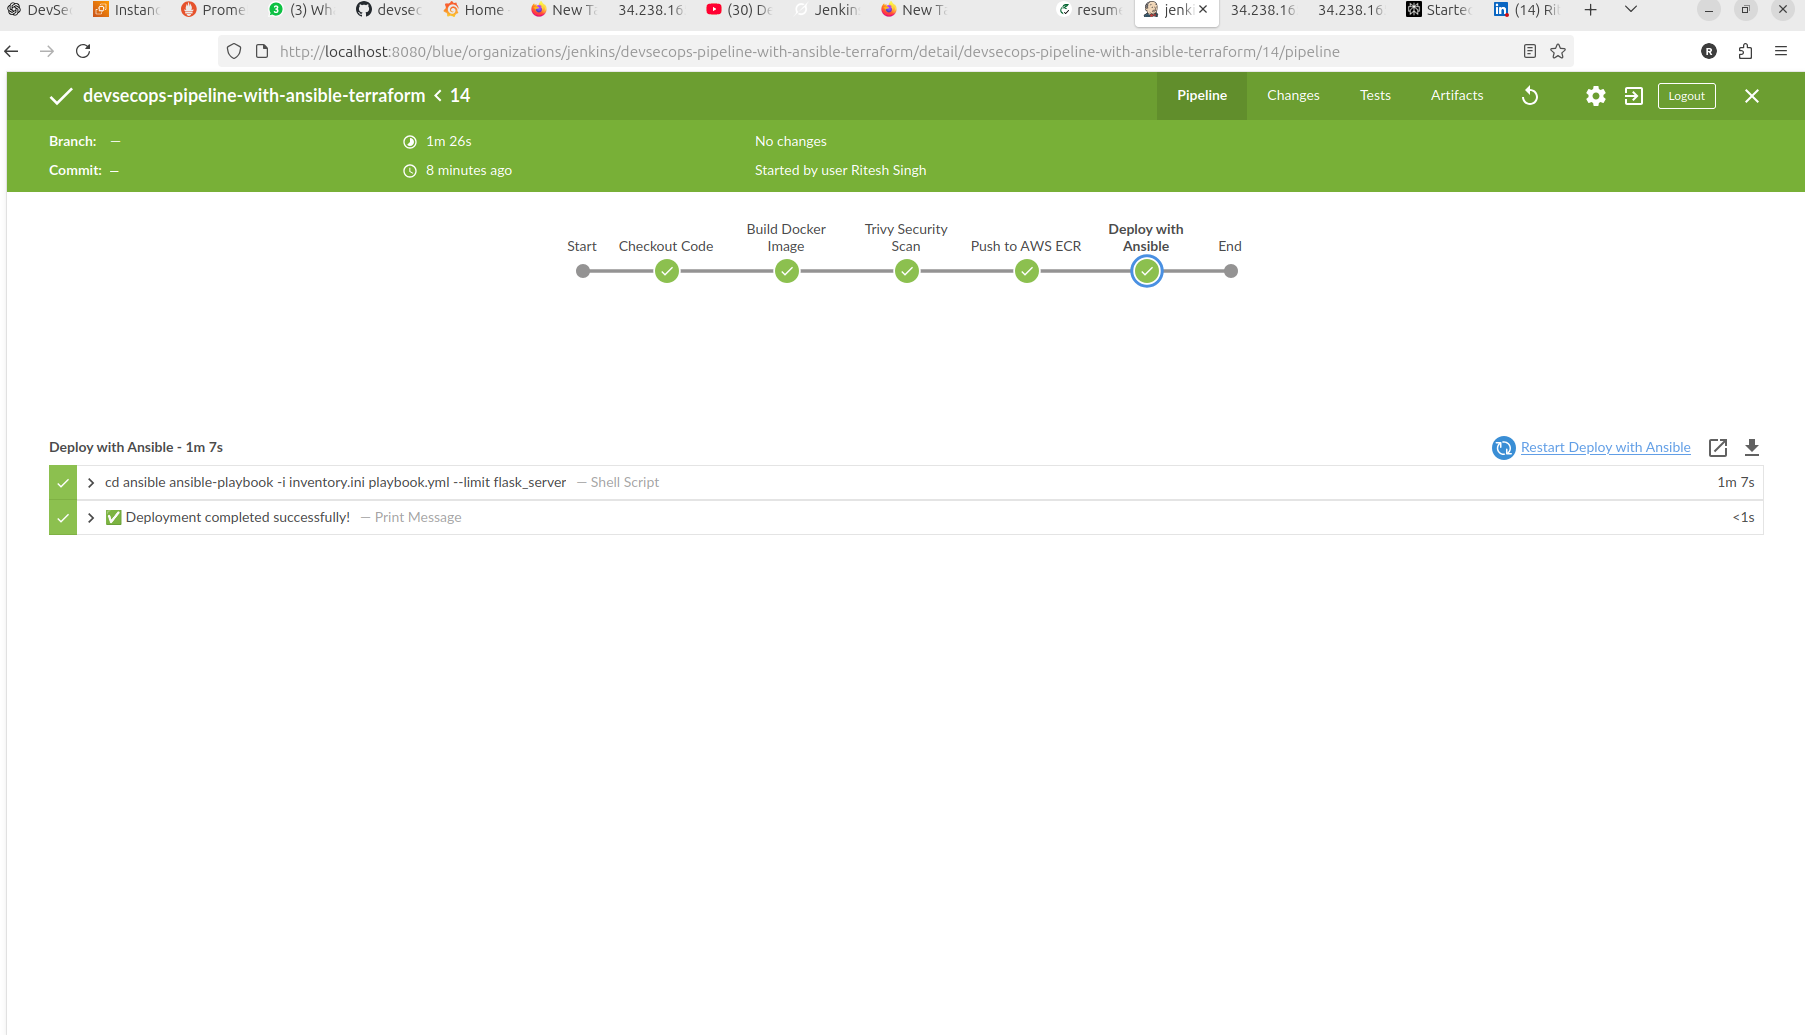 DevSe Instanc Prome (3) Wh devsec Home New Ta 34.238.16 (30) De Jenkin New Ta resum jenki 34.238.16 34.238.16 Starte (14) Rit
http://localhost:8080/blue/organizations/jenkins/devsecops-pipeline-with-ansible-terraform/detail/devsecops-pipeline-with-ansible-terraform/14/pipeline
R
devsecops-pipeline-with-ansible-terraform < 14
Pipeline Changes Tests Artifacts Logout
Branch: — 1m 26s No changes
Commit: — 8 minutes ago Started by user Ritesh Singh
Start
Checkout Code
Build Docker
Image
Trivy Security
Scan
Push to AWS ECR
Deploy with
Ansible
End
Deploy with Ansible - 1m 7s Restart Deploy with Ansible
cd ansible ansible-playbook -i inventory.ini playbook.yml --limit flask_server — Shell Script 1m 7s
✅ Deployment completed successfully! — Print Message <1s